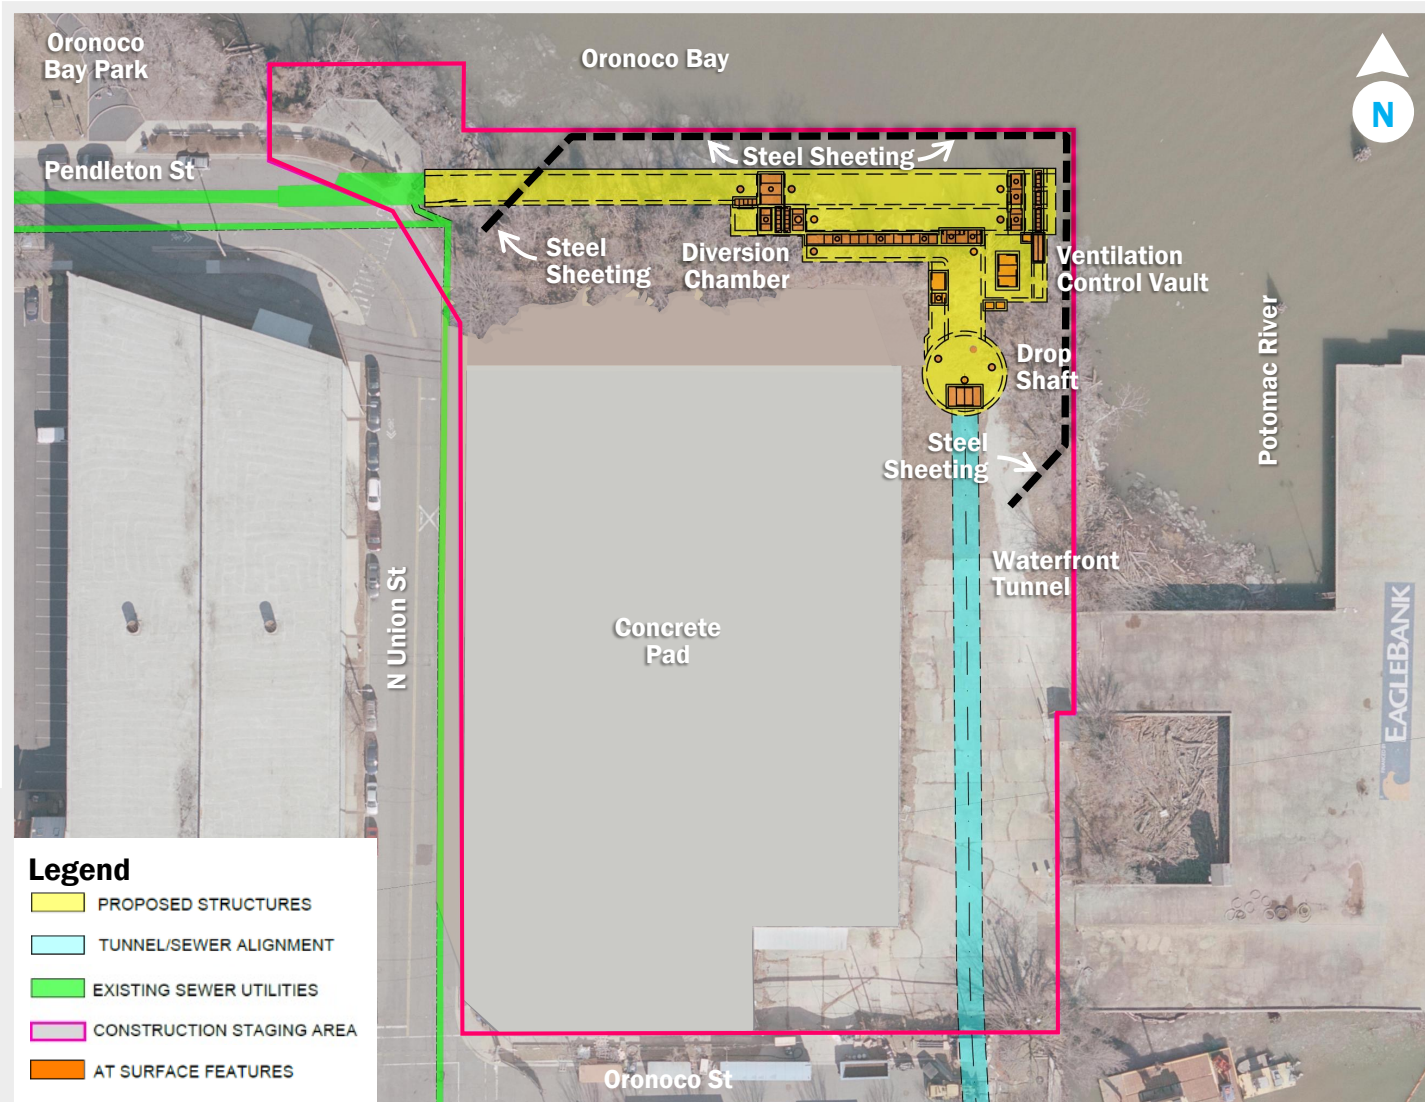 Oronoco
Bay Park
Oronoco Bay
N
Pendleton St
Steel Sheeting
Steel
Sheeting
Diversion
Chamber
Ventilation
Control Vault
Potomac River
Drop
Shaft
Steel
Sheeting
Waterfront
Tunnel
N Union St
Concrete
Pad
EAGLEBANK
Oronoco St
Legend
PROPOSED STRUCTURES
TUNNEL/SEWER ALIGNMENT
EXISTING SEWER UTILITIES
CONSTRUCTION STAGING AREA
AT SURFACE FEATURES